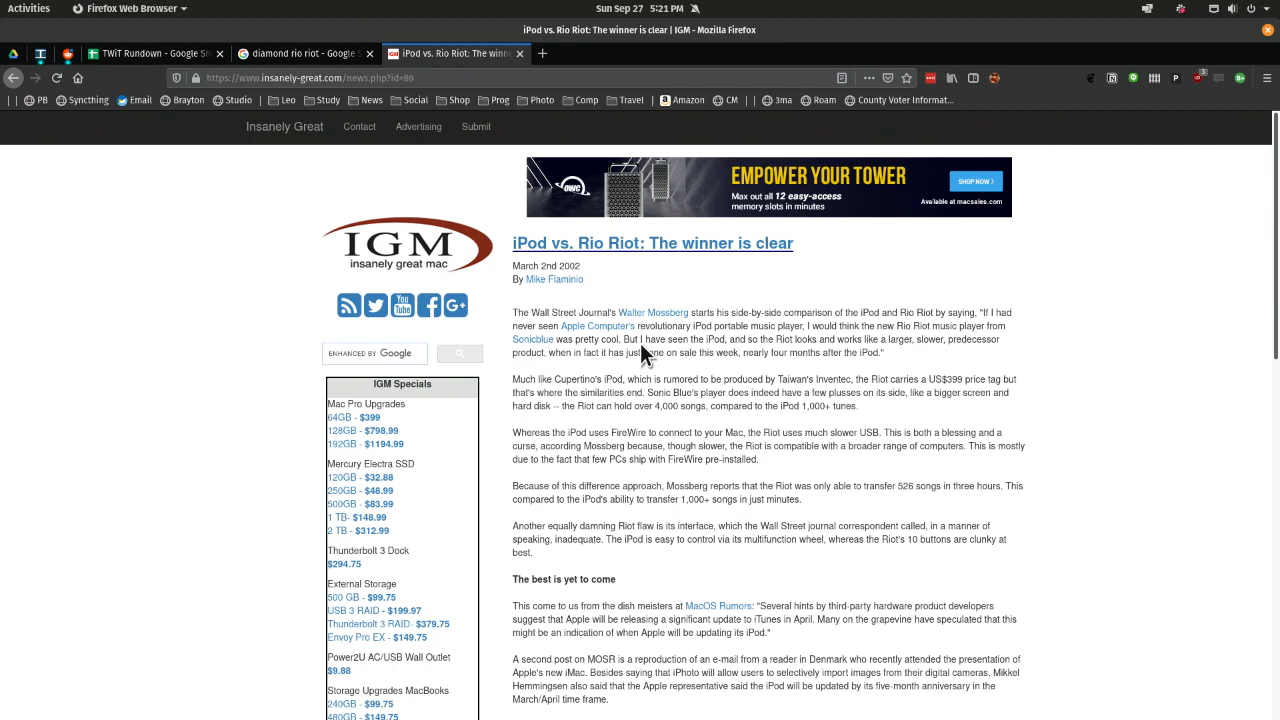 Activities Firefox Web Browser Sun Sep 27 5:21 PM
iPod vs. Rio Riot: The winner is clear | IGM - Mozilla Firefox
TWiT Rundown - Google Sh diamond rio riot - Google S iPod vs. Rio Riot: The winne
https://www.insanely-great.com/news.php?id=89
PB Syncthing Email Brayton Studio Leo Study News Social Shop Prog Photo Comp Travel Amazon CM 3ma Roam County Voter Informat...
Insanely Great Contact Advertising Submit
OWC
EMPOWER YOUR TOWER
Max out all 12 easy-access
memory slots in minutes
SHOP NOW
Available at macsales.com
IGM
insanely great mac
You
Tube
G+
ENHANCED BY Google
IGM Specials
Mac Pro Upgrades
64GB - $399
128GB - $798.99
192GB - $1194.99
Mercury Electra SSD
120GB - $32.88
250GB - $48.99
500GB - $83.99
1 TB- $148.99
2 TB - $312.99
Thunderbolt 3 Dock
$294.75
External Storage
500 GB - $99.75
USB 3 RAID - $199.97
Thunderbolt 3 RAID- $379.75
Envoy Pro EX - $149.75
Power2U AC/USB Wall Outlet
$9.88
Storage Upgrades MacBooks
240GB - $99.75
480GB - $149.75
iPod vs. Rio Riot: The winner is clear
March 2nd 2002
By Mike Flaminio
The Wall Street Journal's Walter Mossberg starts his side-by-side comparison of the iPod and Rio Riot by saying, "If I had
never seen Apple Computer's revolutionary iPod portable music player, I would think the new Rio Riot music player from
Sonicblue was pretty cool. But I have seen the iPod, and so the Riot looks and works like a larger, slower, predecessor
product, when in fact it has just one on sale this week, nearly four months after the iPod."
Much like Cupertino's iPod, which is rumored to be produced by Taiwan's Inventec, the Riot carries a US$399 price tag but
that's where the similarities end. Sonic Blue's player does indeed have a few plusses on its side, like a bigger screen and
hard disk -- the Riot can hold over 4,000 songs, compared to the iPod 1,000+ tunes.
Whereas the iPod uses FireWire to connect to your Mac, the Riot uses much slower USB. This is both a blessing and a
curse, according Mossberg because, though slower, the Riot is compatible with a broader range of computers. This is mostly
due to the fact that few PCs ship with FireWire pre-installed.
Because of this difference approach, Mossberg reports that the Riot was only able to transfer 526 songs in three hours. This
compared to the iPod's ability to transfer 1,000+ songs in just minutes.
Another equally damning Riot flaw is its interface, which the Wall Street journal correspondent called, in a manner of
speaking, inadequate. The iPod is easy to control via its multifunction wheel, whereas the Riot's 10 buttons are clunky at
best.
The best is yet to come
This come to us from the dish meisters at MacOS Rumors: "Several hints by third-party hardware product developers
suggest that Apple will be releasing a significant update to iTunes in April. Many on the grapevine have speculated that this
might be an indication of when Apple will be updating its iPod."
A second post on MOSR is a reproduction of an e-mail from a reader in Denmark who recently attended the presentation of
Apple's new iMac. Besides saying that iPhoto will allow users to selectively import images from their digital cameras, Mikkel
Hemmingsen also said that the Apple representative said the iPod will be updated by its five-month anniversary in the
March/April time frame.